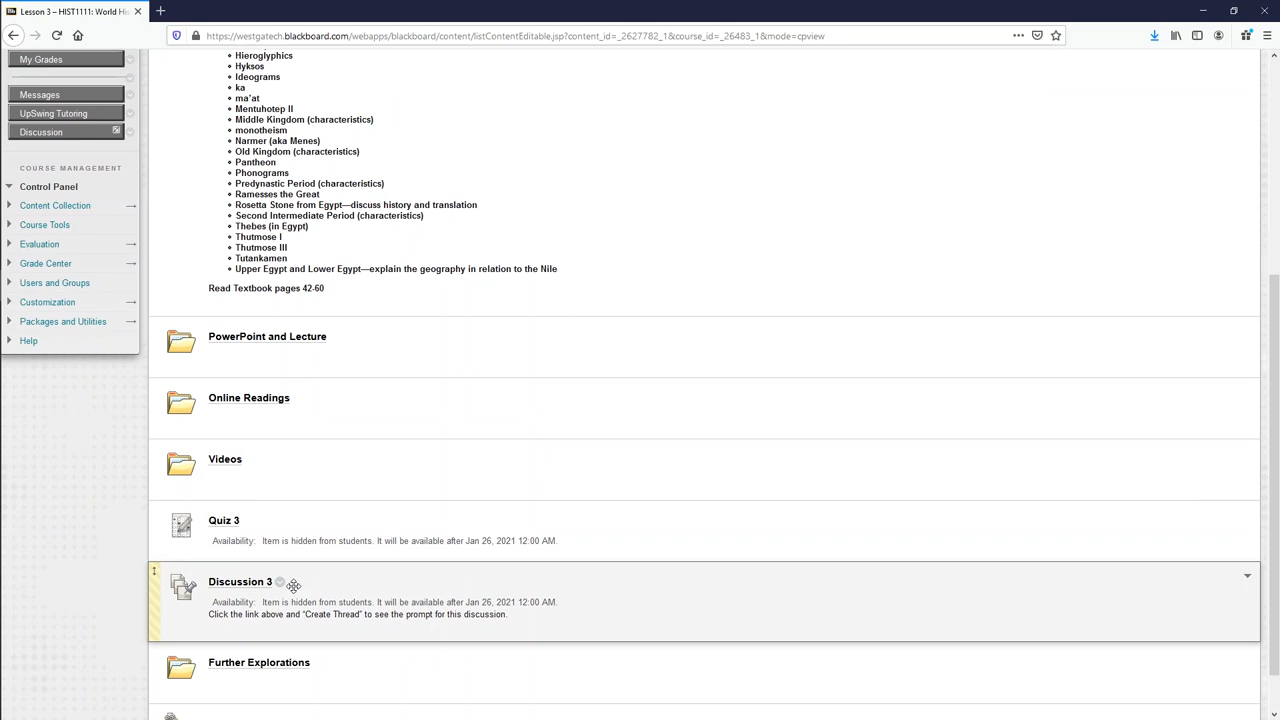 Lesson 3 – HIST1111: World His
https://westgatech.blackboard.com/webapps/blackboard/content/listContentEditable.jsp?content_id=_2627782_1&course_id=_26483_1&mode=cpview
My Grades
Messages
UpSwing Tutoring
Discussion
COURSE MANAGEMENT
Control Panel
Content Collection
Course Tools
Evaluation
Grade Center
Users and Groups
Customization
Packages and Utilities
Help
Hieroglyphics
Hyksos
Ideograms
ka
ma'at
Mentuhotep II
Middle Kingdom (characteristics)
monotheism
Narmer (aka Menes)
Old Kingdom (characteristics)
Pantheon
Phonograms
Predynastic Period (characteristics)
Ramesses the Great
Rosetta Stone from Egypt—discuss history and translation
Second Intermediate Period (characteristics)
Thebes (in Egypt)
Thutmose I
Thutmose III
Tutankamen
Upper Egypt and Lower Egypt—explain the geography in relation to the Nile
Read Textbook pages 42-60
PowerPoint and Lecture
Online Readings
Videos
Quiz 3
Availability: Item is hidden from students. It will be available after Jan 26, 2021 12:00 AM.
Discussion 3
Availability: Item is hidden from students. It will be available after Jan 26, 2021 12:00 AM.
Click the link above and "Create Thread" to see the prompt for this discussion.
Further Explorations